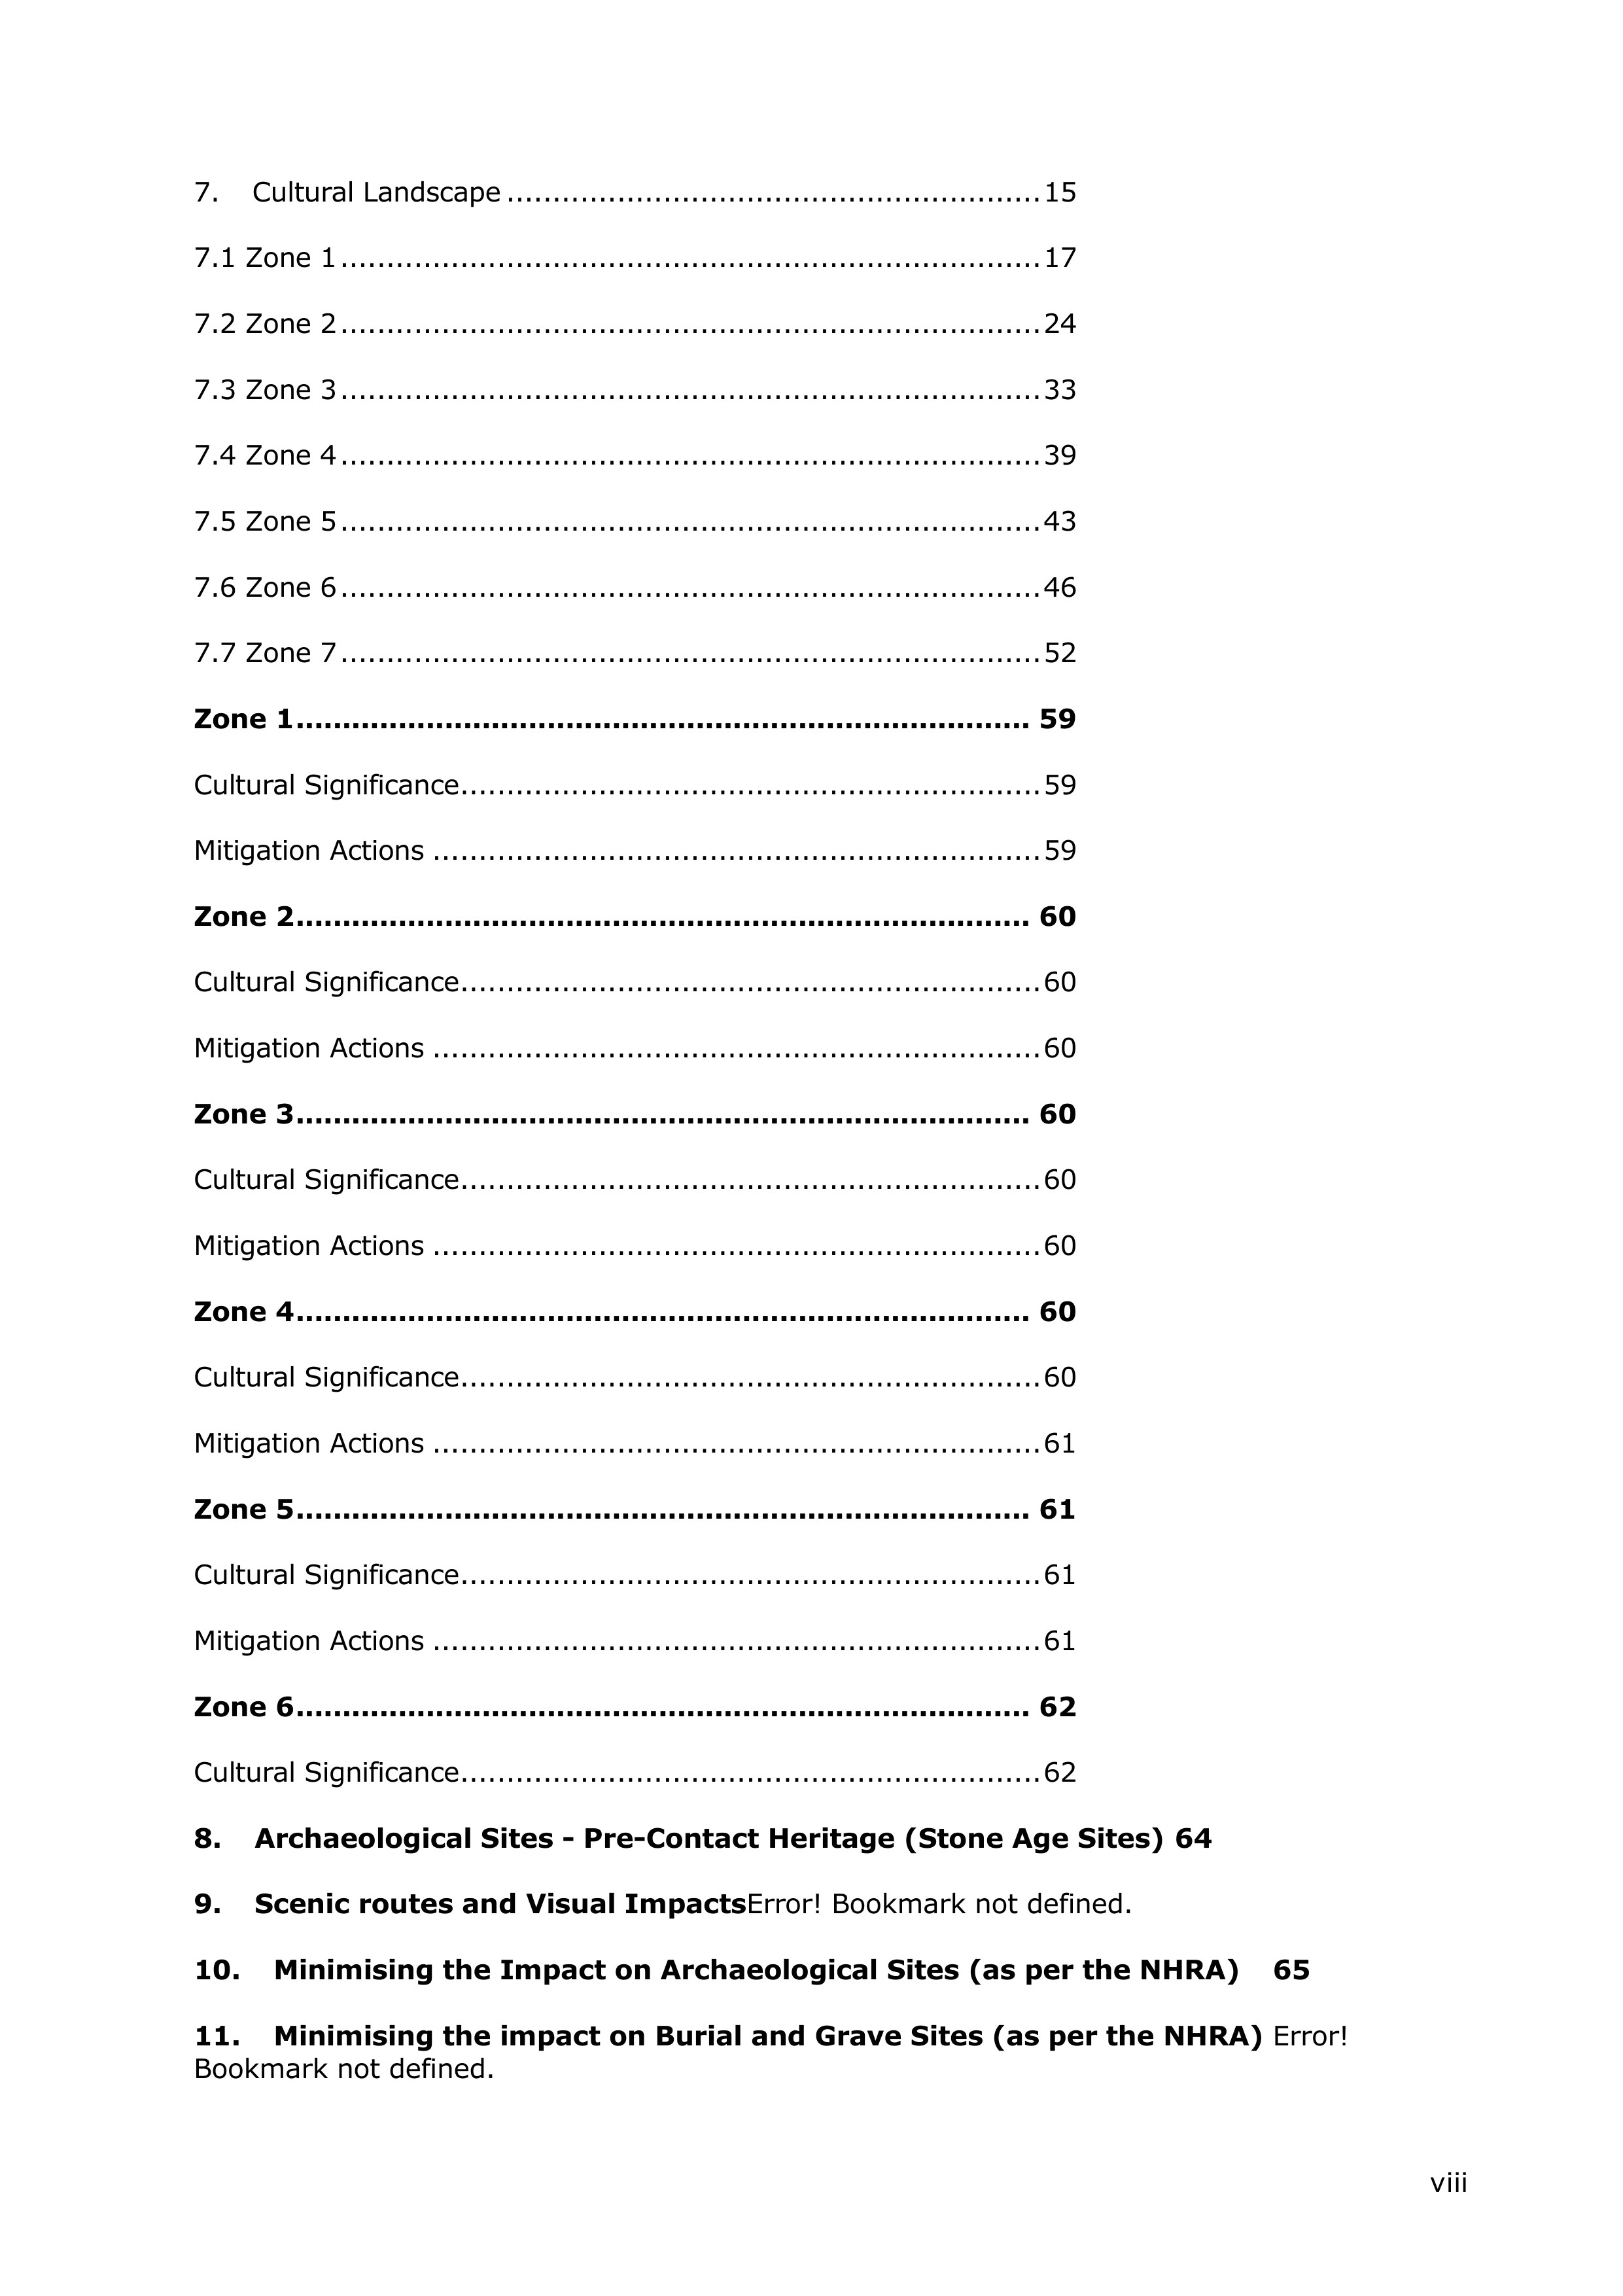 7. Cultural Landscape ........................................................ 15
7.1 Zone 1 ........................................................................ 17
7.2 Zone 2 ........................................................................ 24
7.3 Zone 3 ........................................................................ 33
7.4 Zone 4 ........................................................................ 39
7.5 Zone 5 ........................................................................ 43
7.6 Zone 6 ........................................................................ 46
7.7 Zone 7 ........................................................................ 52
Zone 1 ........................................................................ 59
Cultural Significance ........................................................ 59
Mitigation Actions ........................................................ 59
Zone 2 ........................................................................ 60
Cultural Significance ........................................................ 60
Mitigation Actions ........................................................ 60
Zone 3 ........................................................................ 60
Cultural Significance ........................................................ 60
Mitigation Actions ........................................................ 60
Zone 4 ........................................................................ 60
Cultural Significance ........................................................ 60
Mitigation Actions ........................................................ 61
Zone 5 ........................................................................ 61
Cultural Significance ........................................................ 61
Mitigation Actions ........................................................ 61
Zone 6 ........................................................................ 62
Cultural Significance ........................................................ 62
8. Archaeological Sites - Pre-Contact Heritage (Stone Age Sites) 64
9. Scenic routes and Visual ImpactsError! Bookmark not defined.
10. Minimising the Impact on Archaeological Sites (as per the NHRA) 65
11. Minimising the impact on Burial and Grave Sites (as per the NHRA) Error!
Bookmark not defined.
viii